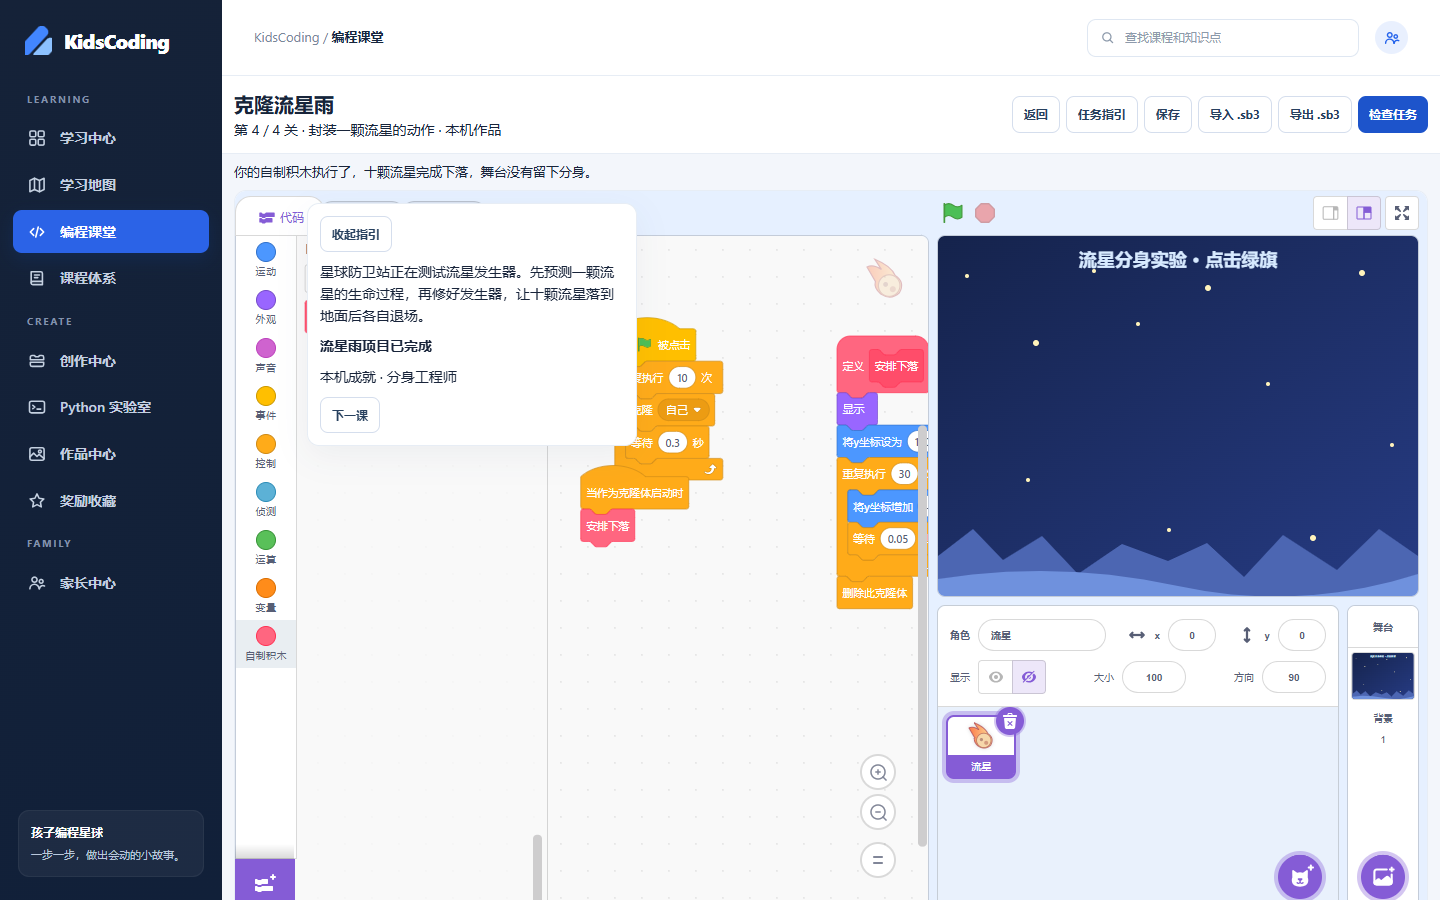 KidsCoding
LEARNING
学习中心
学习地图
编程课堂
课程体系
CREATE
创作中心
Python 实验室
作品中心
奖励收藏
FAMILY
家长中心
孩子编程星球
一步一步，做出会动的小故事。
KidsCoding / 编程课堂
查找课程和知识点
克隆流星雨
第 4 / 4 关 · 封装一颗流星的动作 · 本机作品
返回
任务指引
保存
导入 .sb3
导出 .sb3
检查任务
你的自制积木执行了，十颗流星完成下落，舞台没有留下分身。
代码
运动
外观
声音
事件
控制
侦测
运算
变量
自制积木
收起指引
星球防卫站正在测试流星发生器。先预测一颗流
星的生命过程，再修好发生器，让十颗流星落到
地面后各自退场。
流星雨项目已完成
本机成就 · 分身工程师
下一课
被点击
执行 10 次
自己
等待 0.3 秒
当作为克隆体启动时
安排下落
定义 安排下落
显示
将y坐标设为
重复执行 30
将y坐标增加
等待 0.05
删除此克隆体
流星分身实验 · 点击绿旗
角色 流星 x 0 y 0
显示 大小 100 方向 90
流星
舞台
背景
1